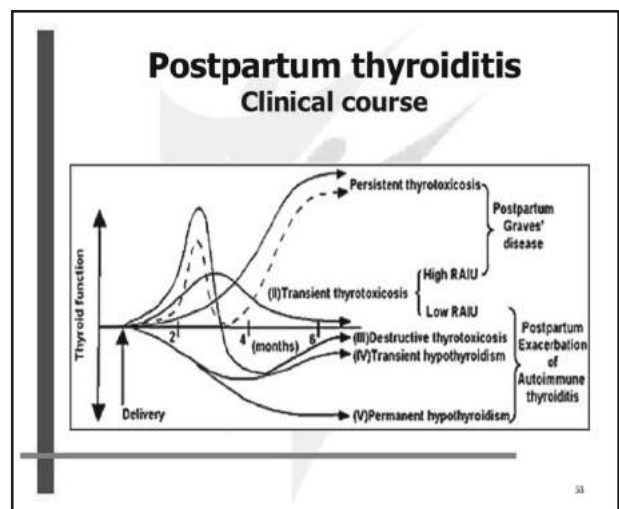 Postpartum thyroiditis
Clinical course
Persistent thyrotoxicosis
Postpartum
Graves'
disease
Thyroid function
(II)Transient thyrotoxicosis
High RAIU
Low RAIU
2
4
6
(months)
(III)Destructive thyrotoxicosis
(IV)Transient hypothyroidism
Postpartum
Exacerbation
of
Autoimmune
thyroiditis
Delivery
(V)Permanent hypothyroidism